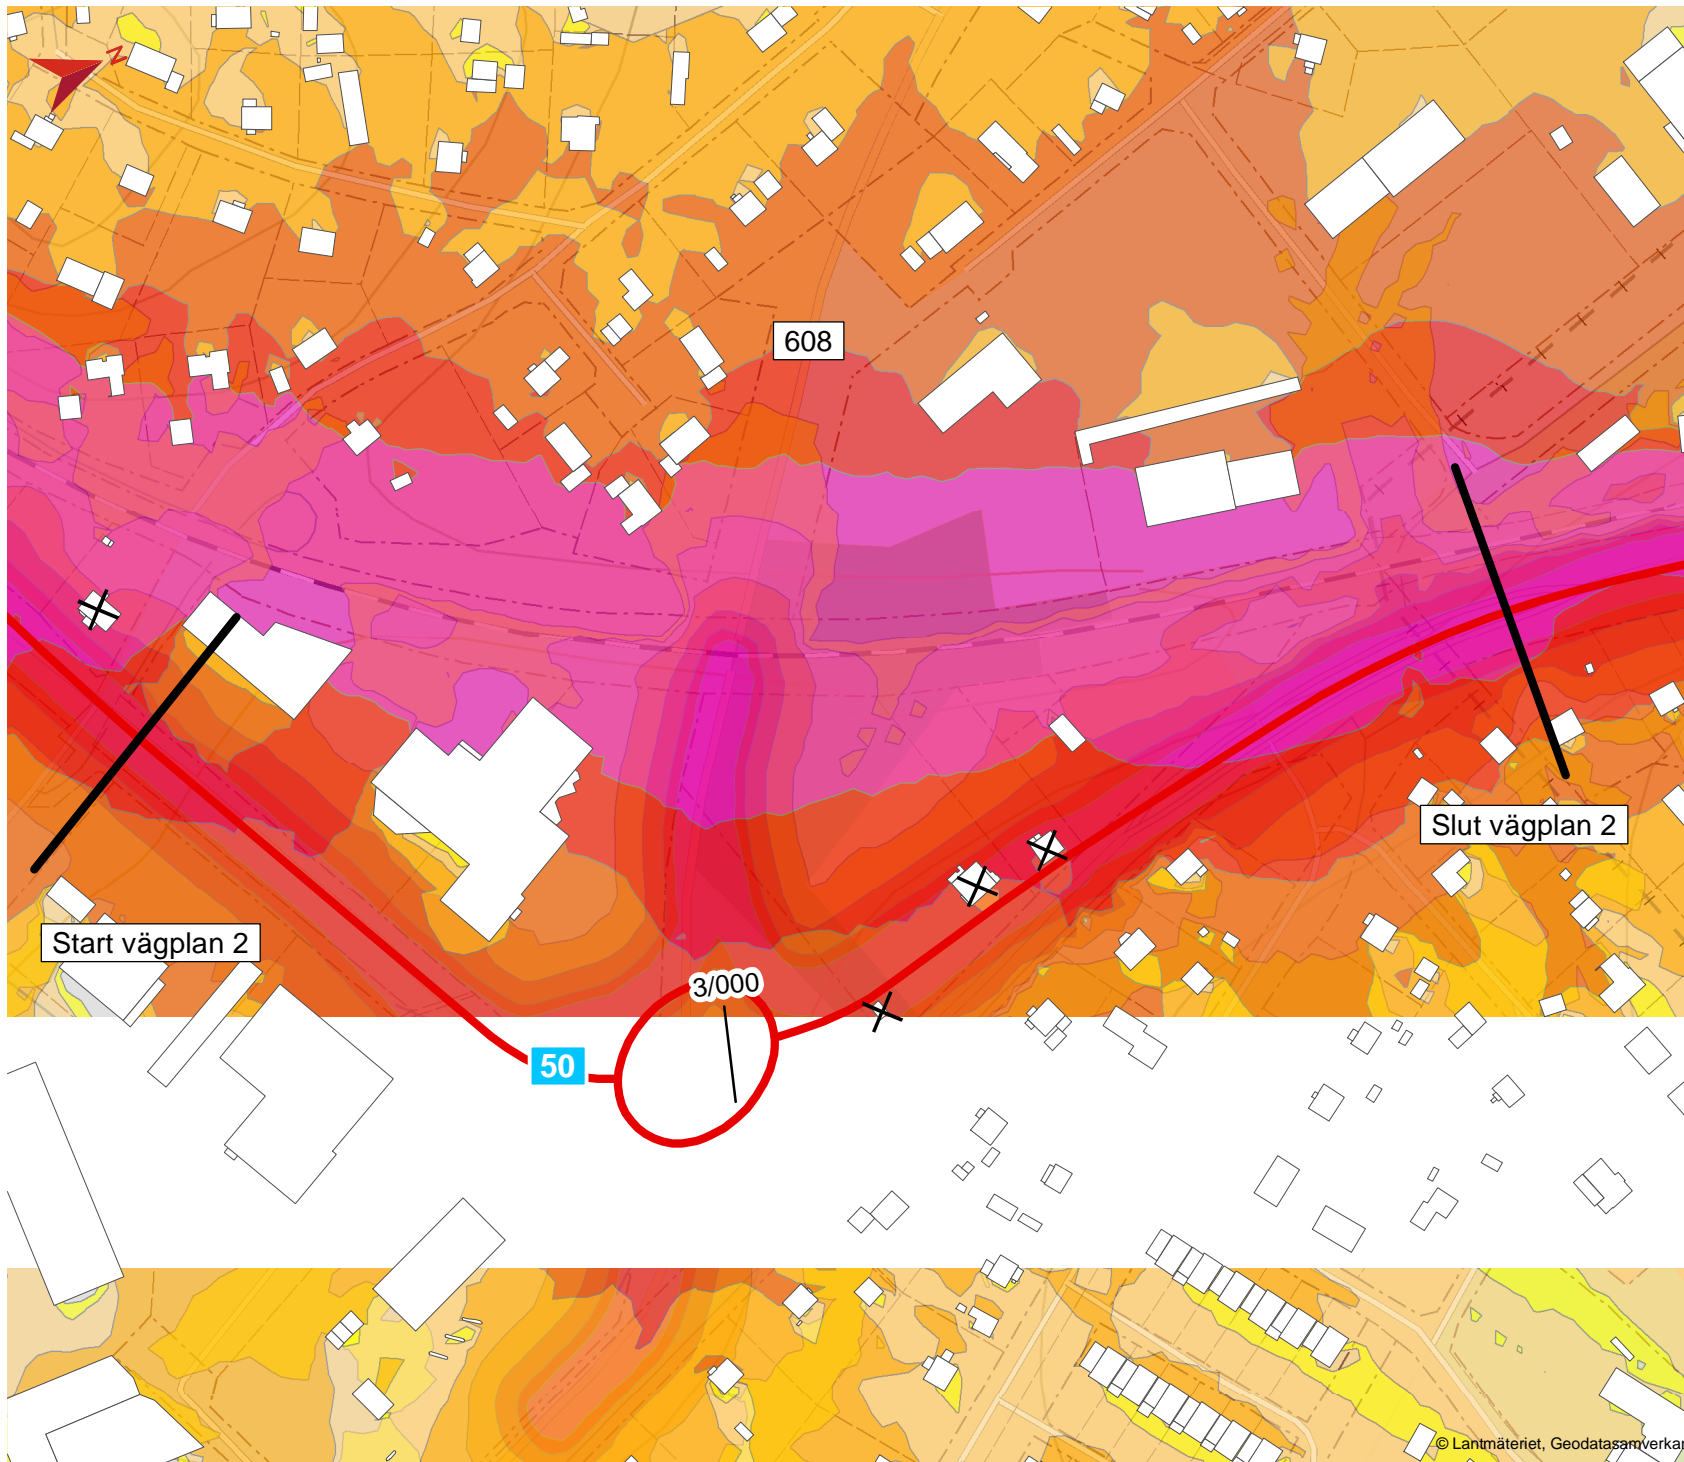 N
608
Slut vägplan 2
Start vägplan 2
3/000
50
© Lantmäteriet, Geodatasamverkan